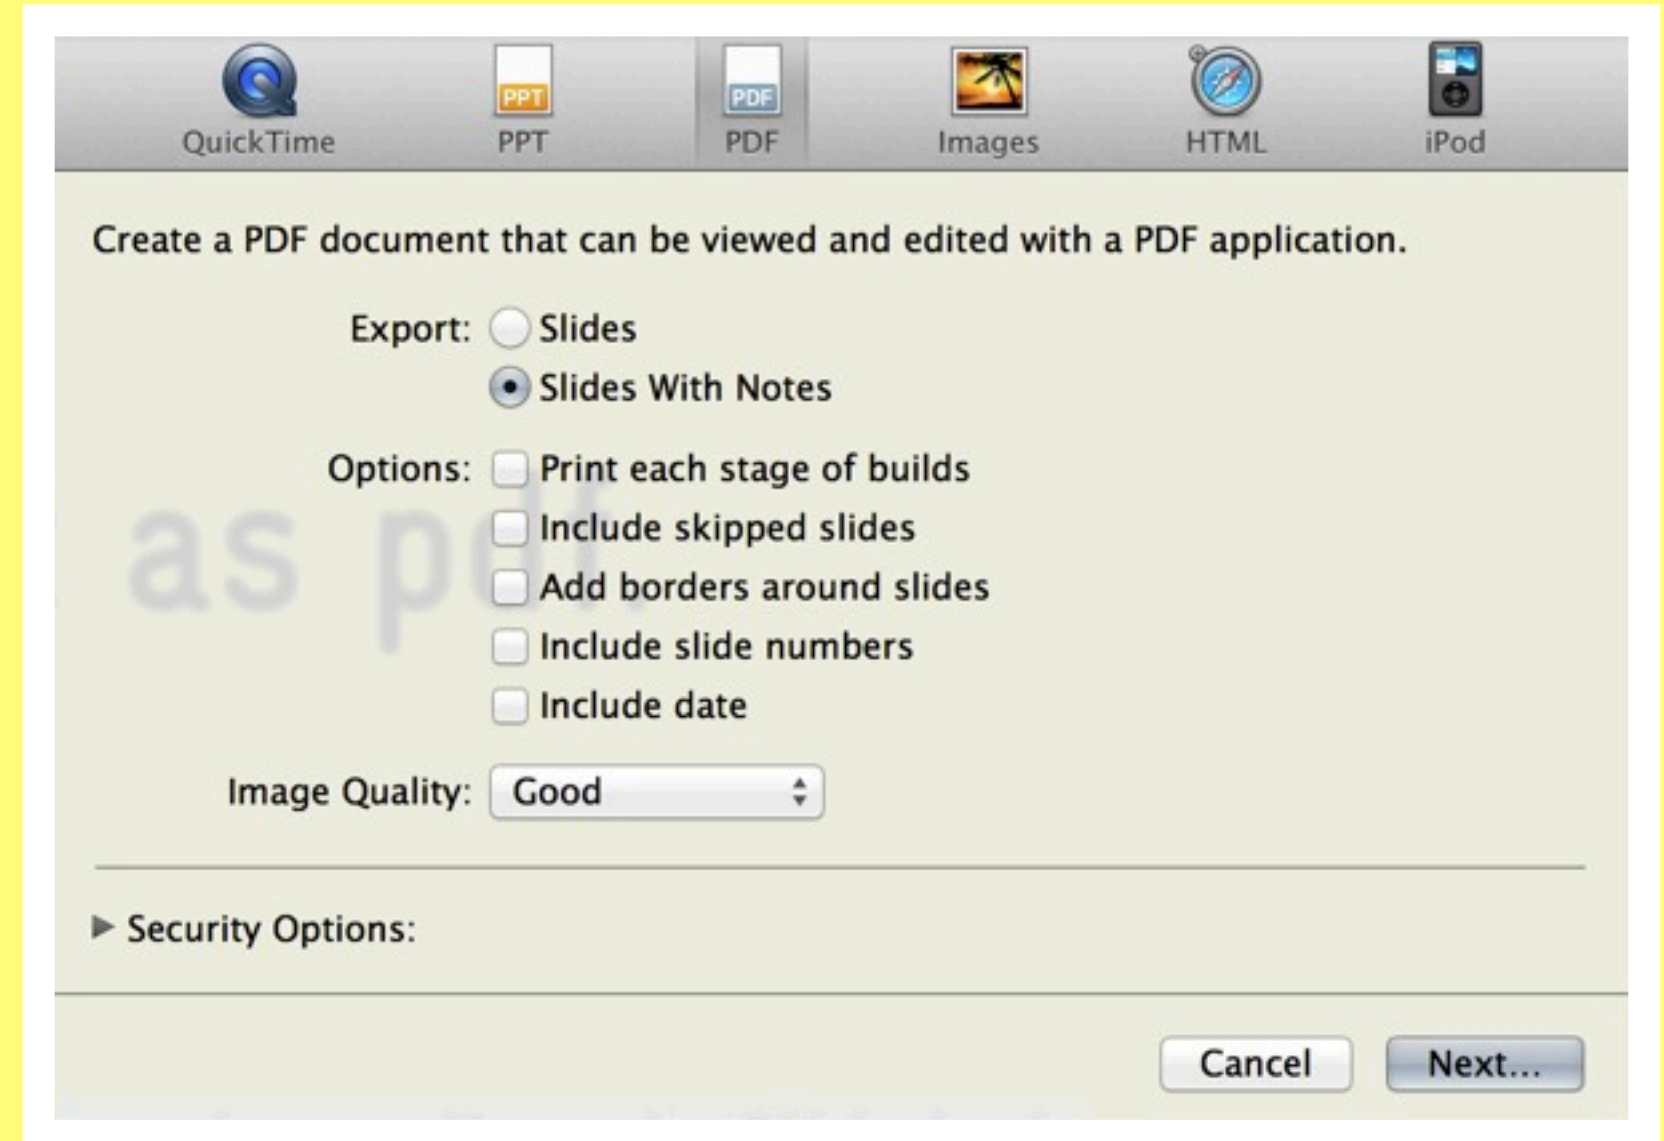 PPT PDF
QuickTime PPT PDF Images HTML iPod
Create a PDF document that can be viewed and edited with a PDF application.
Export: Slides
Slides With Notes
Options: Print each stage of builds
as pdf.
Include skipped slides
Add borders around slides
Include slide numbers
Include date
Image Quality: Good
Security Options:
Cancel Next...